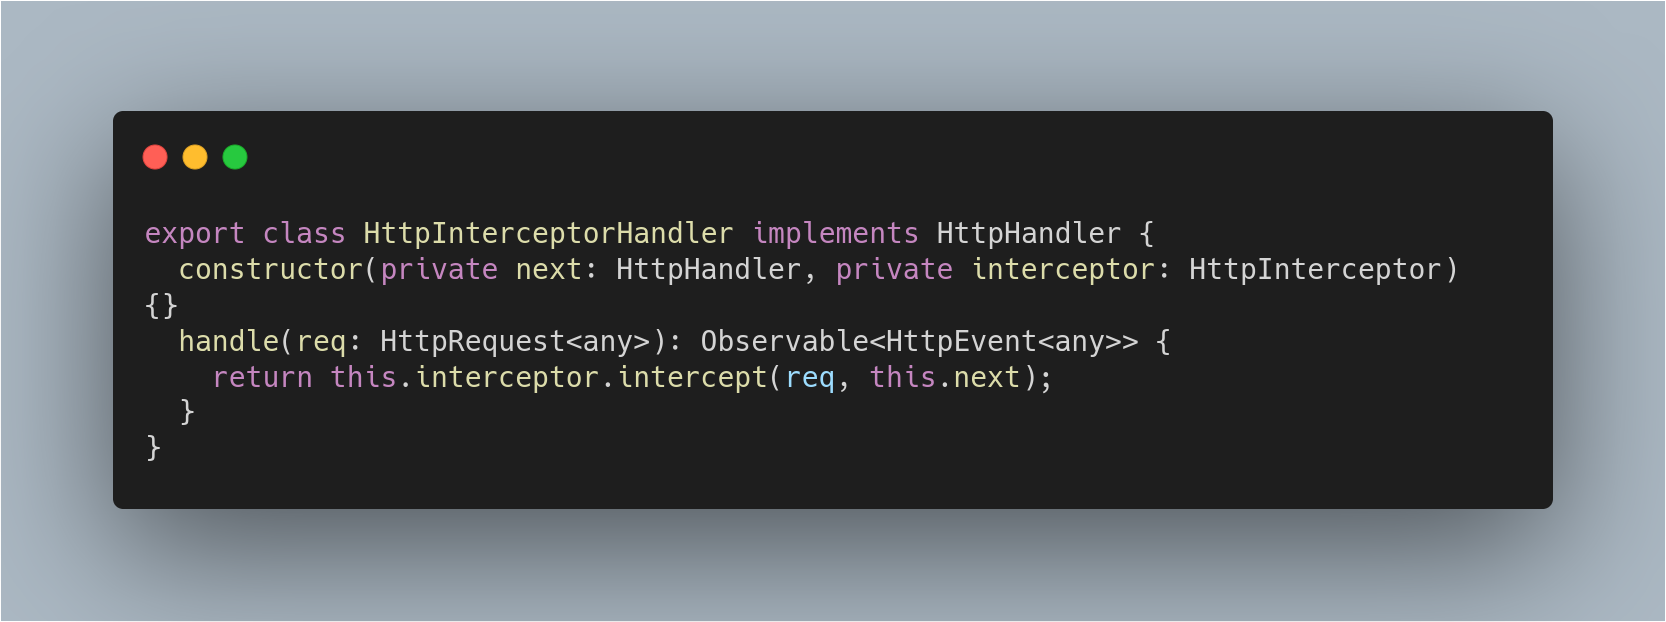 export class HttpInterceptorHandler implements HttpHandler {
  constructor(private next: HttpHandler, private interceptor: HttpInterceptor)
{}
  handle(req: HttpRequest<any>): Observable<HttpEvent<any>> {
    return this.interceptor.intercept(req, this.next);
  }
}